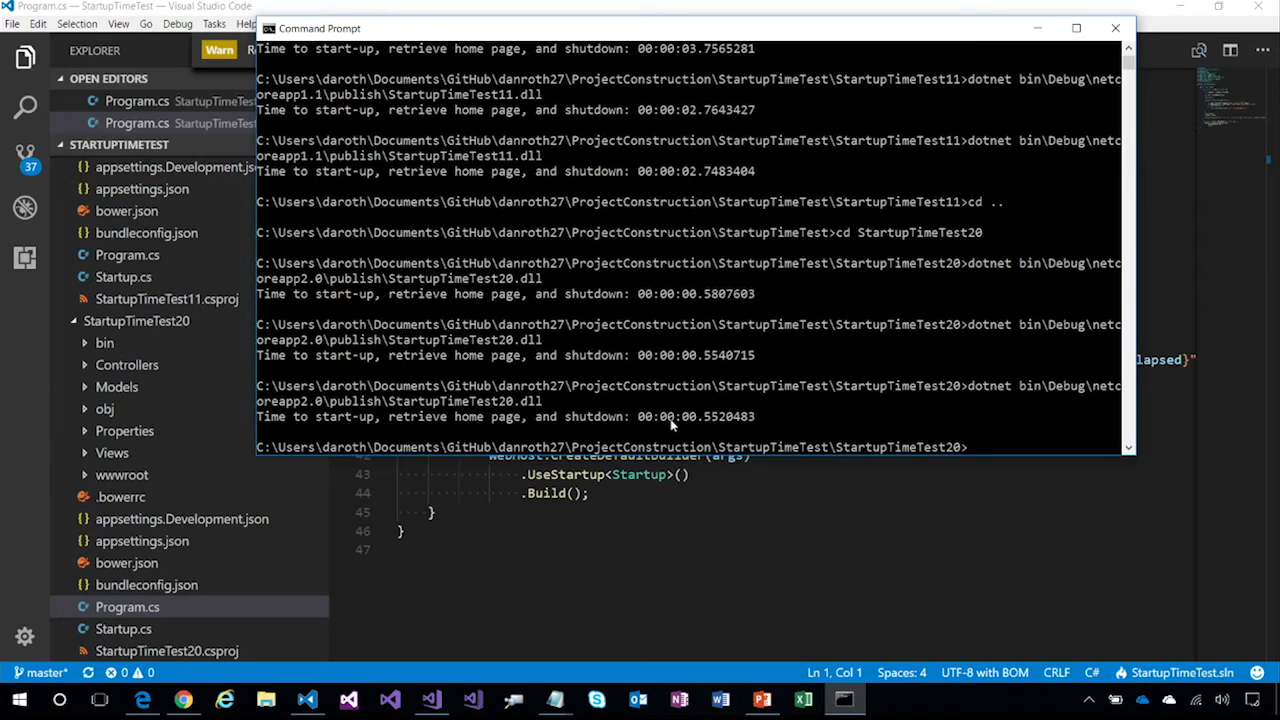 Program.cs - StartupTimeTest - Visual Studio Code
File Edit Selection View Go Debug Tasks
EXPLORER
Warn
OPEN EDITORS
Program.cs StartupTimeTest
Program.cs StartupTimeTest
STARTUPTIMETEST
37
appsettings.Development.jso
appsettings.json
bower.json
bundleconfig.json
Program.cs
Startup.cs
StartupTimeTest11.csproj
StartupTimeTest20
bin
Controllers
Models
obj
Properties
Views
wwwroot
.bowerrc
appsettings.Development.json
appsettings.json
bower.json
bundleconfig.json
Program.cs
Startup.cs
StartupTimeTest20.csproj
Command Prompt
Time to start-up, retrieve home page, and shutdown: 00:00:03.7565281
C:\Users\daroth\Documents\GitHub\danroth27\ProjectConstruction\StartupTimeTest\StartupTimeTest11>dotnet bin\Debug\netc
oreapp1.1\publish\StartupTimeTest11.dll
Time to start-up, retrieve home page, and shutdown: 00:00:02.7643427
C:\Users\daroth\Documents\GitHub\danroth27\ProjectConstruction\StartupTimeTest\StartupTimeTest11>dotnet bin\Debug\netc
oreapp1.1\publish\StartupTimeTest11.dll
Time to start-up, retrieve home page, and shutdown: 00:00:02.7483404
C:\Users\daroth\Documents\GitHub\danroth27\ProjectConstruction\StartupTimeTest\StartupTimeTest11>cd ..
C:\Users\daroth\Documents\GitHub\danroth27\ProjectConstruction\StartupTimeTest>cd StartupTimeTest20
C:\Users\daroth\Documents\GitHub\danroth27\ProjectConstruction\StartupTimeTest\StartupTimeTest20>dotnet bin\Debug\netc
oreapp2.0\publish\StartupTimeTest20.dll
Time to start-up, retrieve home page, and shutdown: 00:00:00.5807603
C:\Users\daroth\Documents\GitHub\danroth27\ProjectConstruction\StartupTimeTest\StartupTimeTest20>dotnet bin\Debug\netc
oreapp2.0\publish\StartupTimeTest20.dll
Time to start-up, retrieve home page, and shutdown: 00:00:00.5540715
C:\Users\daroth\Documents\GitHub\danroth27\ProjectConstruction\StartupTimeTest\StartupTimeTest20>dotnet bin\Debug\netc
oreapp2.0\publish\StartupTimeTest20.dll
Time to start-up, retrieve home page, and shutdown: 00:00:00.5520483
C:\Users\daroth\Documents\GitHub\danroth27\ProjectConstruction\StartupTimeTest\StartupTimeTest20>
lapsed}"
WebHost.CreateDefaultBuilder(args)
43 .UseStartup<Startup>()
44 .Build();
45 }
46 }
47
master* 0 0 Ln 1, Col 1 Spaces: 4 UTF-8 with BOM CRLF C# StartupTimeTest.sln